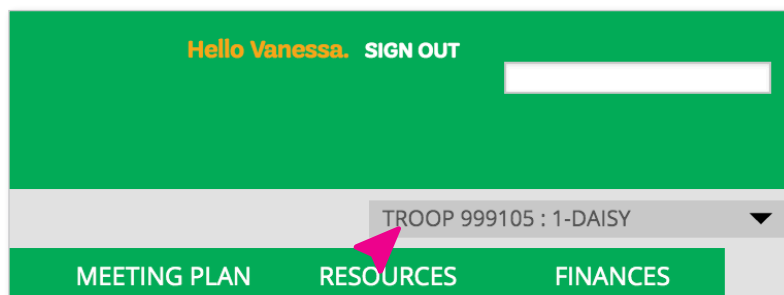 Hello Vanessa. SIGN OUT
TROOP 999105 : 1-DAISY
MEETING PLAN RESOURCES FINANCES